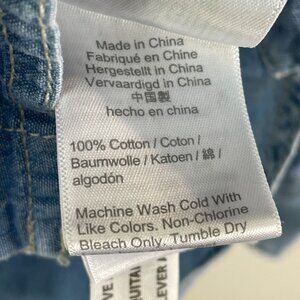 Made in China
Fabriqué en Chine
Hergestellt in China
Vervaardigd in China
中国製
hecho en china
100% Cotton / Coton /
Baumwolle / Katoen / 綿 /
algodón
Machine Wash Cold With
Like Colors. Non-Chlorine
Bleach Only. Tumble Dry